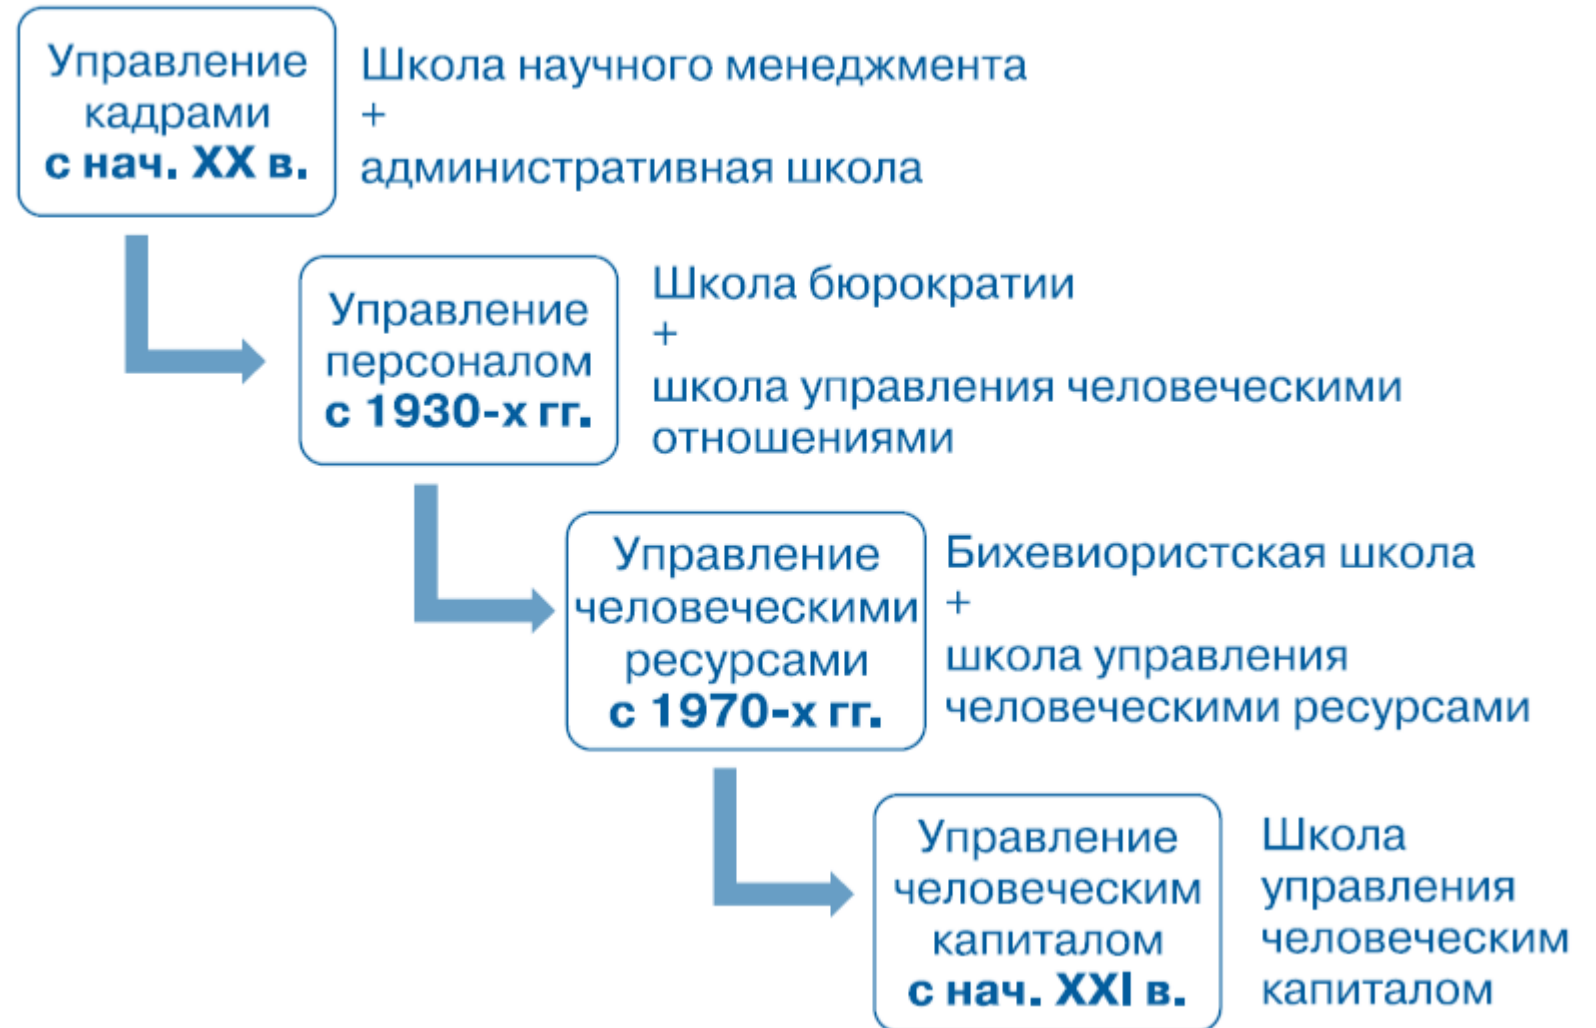 Управление
кадрами
с нач. XX в.
Школа научного менеджмента
+
административная школа
Управление
персоналом
с 1930-х гг.
Школа бюрократии
+
школа управления человеческими
отношениями
Управление
человеческими
ресурсами
с 1970-х гг.
Бихевиористская школа
+
школа управления
человеческими ресурсами
Управление
человеческим
капиталом
с нач. XXI в.
Школа
управления
человеческим
капиталом